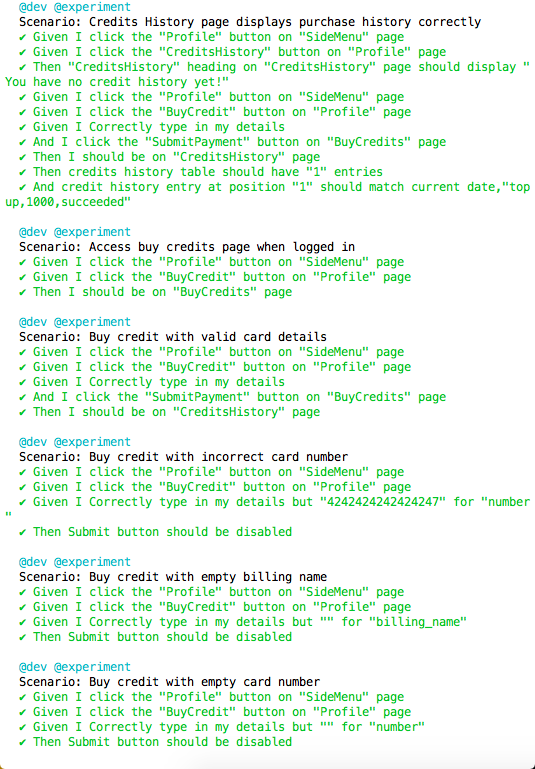 @dev @experiment
Scenario: Credits History page displays purchase history correctly
✔ Given I click the "Profile" button on "SideMenu" page
✔ Given I click the "CreditsHistory" button on "Profile" page
✔ Then "CreditsHistory" heading on "CreditsHistory" page should display "
You have no credit history yet!"
✔ Given I click the "Profile" button on "SideMenu" page
✔ Given I click the "BuyCredit" button on "Profile" page
✔ Given I Correctly type in my details
✔ And I click the "SubmitPayment" button on "BuyCredits" page
✔ Then I should be on "CreditsHistory" page
✔ Then credits history table should have "1" entries
✔ And credit history entry at position "1" should match current date,"top
up,1000,succeeded"
@dev @experiment
Scenario: Access buy credits page when logged in
✔ Given I click the "Profile" button on "SideMenu" page
✔ Given I click the "BuyCredit" button on "Profile" page
✔ Then I should be on "BuyCredits" page
@dev @experiment
Scenario: Buy credit with valid card details
✔ Given I click the "Profile" button on "SideMenu" page
✔ Given I click the "BuyCredit" button on "Profile" page
✔ Given I Correctly type in my details
✔ And I click the "SubmitPayment" button on "BuyCredits" page
✔ Then I should be on "CreditsHistory" page
@dev @experiment
Scenario: Buy credit with incorrect card number
✔ Given I click the "Profile" button on "SideMenu" page
✔ Given I click the "BuyCredit" button on "Profile" page
✔ Given I Correctly type in my details but "4242424242424247" for "number
"
✔ Then Submit button should be disabled
@dev @experiment
Scenario: Buy credit with empty billing name
✔ Given I click the "Profile" button on "SideMenu" page
✔ Given I click the "BuyCredit" button on "Profile" page
✔ Given I Correctly type in my details but "" for "billing_name"
✔ Then Submit button should be disabled
@dev @experiment
Scenario: Buy credit with empty card number
✔ Given I click the "Profile" button on "SideMenu" page
✔ Given I click the "BuyCredit" button on "Profile" page
✔ Given I Correctly type in my details but "" for "number"
✔ Then Submit button should be disabled